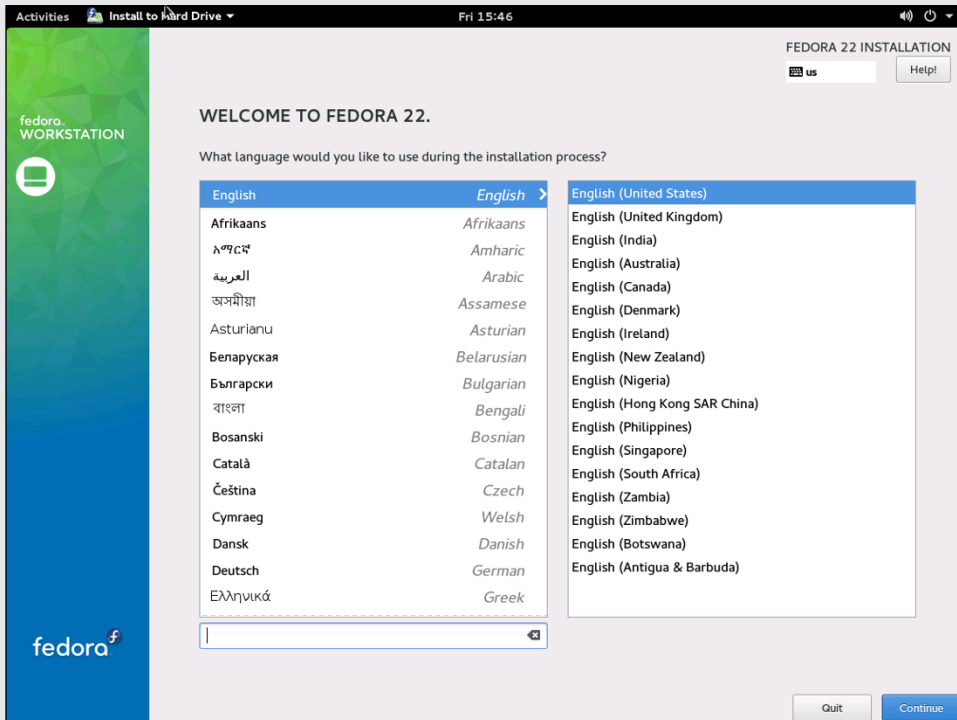 Activities Install to Hard Drive Fri 15:46
FEDORA 22 INSTALLATION
us Help!
fedora
WORKSTATION
WELCOME TO FEDORA 22.
What language would you like to use during the installation process?
English English
Afrikaans Afrikaans
አማርኛ Amharic
العربية Arabic
অসমীয়া Assamese
Asturianu Asturian
Беларуская Belarusian
Български Bulgarian
বাংলা Bengali
Bosanski Bosnian
Català Catalan
Čeština Czech
Cymraeg Welsh
Dansk Danish
Deutsch German
Ελληνικά Greek
English (United States)
English (United Kingdom)
English (India)
English (Australia)
English (Canada)
English (Denmark)
English (Ireland)
English (New Zealand)
English (Nigeria)
English (Hong Kong SAR China)
English (Philippines)
English (Singapore)
English (South Africa)
English (Zambia)
English (Zimbabwe)
English (Botswana)
English (Antigua & Barbuda)
fedora
Quit Continue